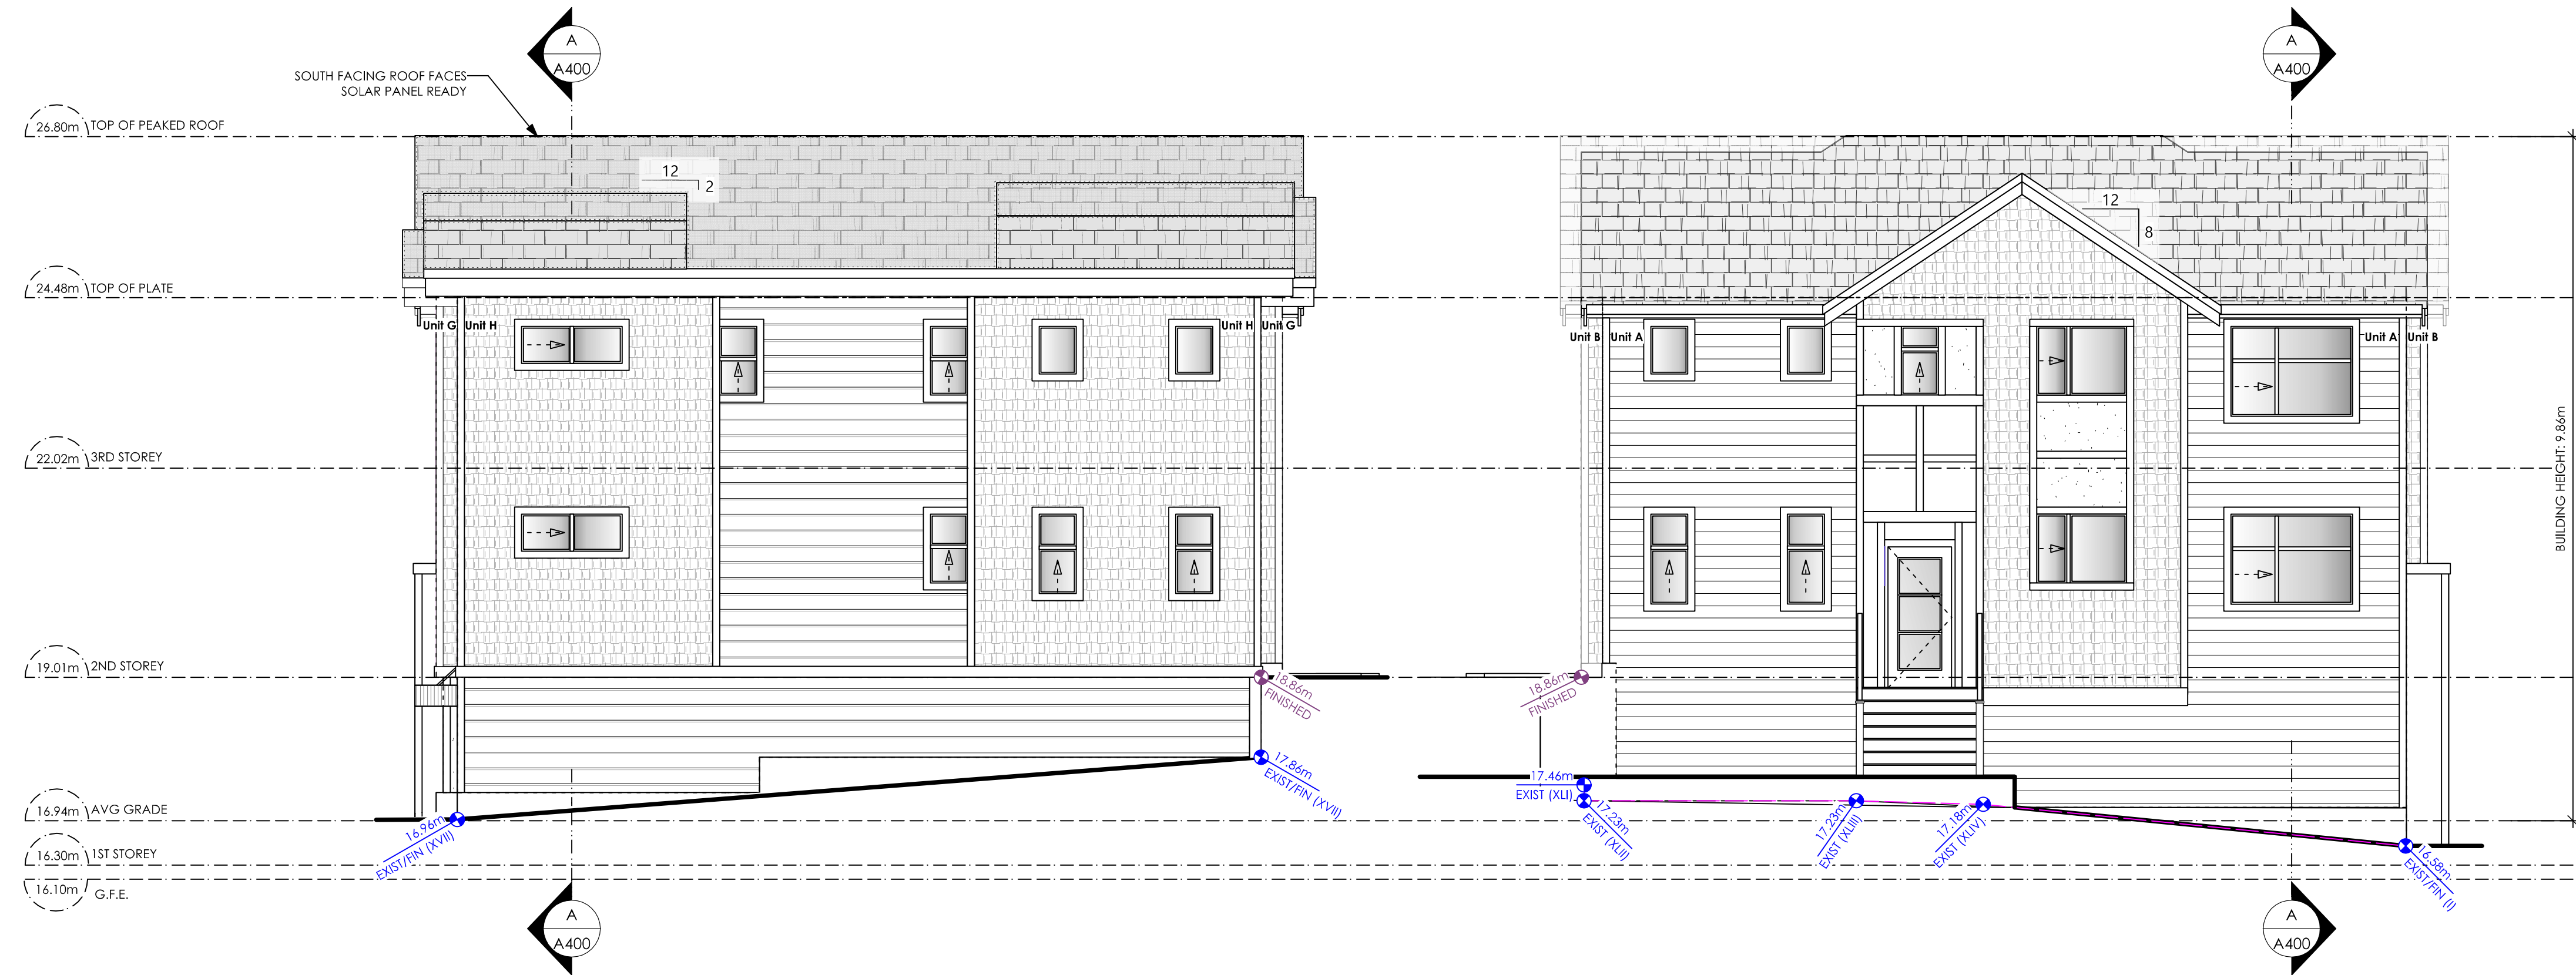 A
A400
A
A400
SOUTH FACING ROOF FACES
SOLAR PANEL READY
26.80m TOP OF PEAKED ROOF
12
2
12
8
24.48m TOP OF PLATE
Unit G Unit H
Unit H Unit G
Unit B Unit A
Unit A Unit B
22.02m 3RD STOREY
BUILDING HEIGHT: 9.86m
19.01m 2ND STOREY
18.86m
FINISHED
18.86m
FINISHED
17.86m
EXIST/FIN (XVII)
17.46m
EXIST (XLI)
17.23m
EXIST (XLII)
17.23m
EXIST (XLIII)
17.18m
EXIST (XLIV)
16.94m AVG GRADE
16.96m
EXIST/FIN (XVII)
16.58m
EXIST/FIN (I)
16.30m 1ST STOREY
16.10m G.F.E.
A
A400
A
A400